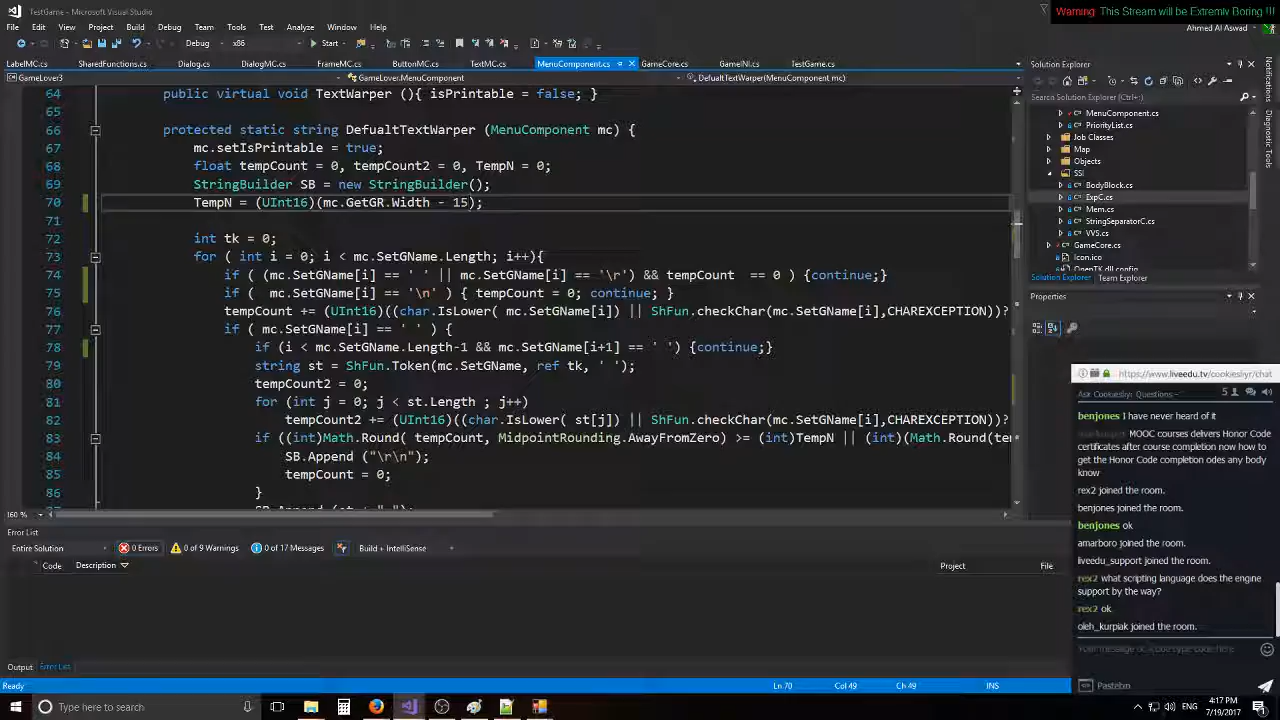 Warning: This Stream will be Extremly Boring !!!
TestGame - Microsoft Visual Studio
File Edit View Project Build Debug Team Tools Test Analyze Window Help
Ahmed Al Aswad
Debug x86 Start
LabelMC.cs SharedFunctions.cs Dialog.cs DialogMC.cs FrameMC.cs ButtonMC.cs TextMC.cs MenuComponent.cs GameCore.cs GameINI.cs TestGame.cs
GameLover3 GameLover.MenuComponent DefualtTextWarper(MenuComponent mc)
64 public virtual void TextWarper (){ isPrintable = false; }
65
66 protected static string DefualtTextWarper (MenuComponent mc) {
67 mc.setIsPrintable = true;
68 float tempCount = 0, tempCount2 = 0, TempN = 0;
69 StringBuilder SB = new StringBuilder();
70 TempN = (UInt16)(mc.GetGR.Width - 15);
71
72 int tk = 0;
73 for ( int i = 0; i < mc.SetGName.Length; i++){
74 if ( (mc.SetGName[i] == ' ' || mc.SetGName[i] == '\r') && tempCount == 0 ) {continue;}
75 if ( mc.SetGName[i] == '\n' ) { tempCount = 0; continue; }
76 tempCount += (UInt16)((char.IsLower( mc.SetGName[i]) || ShFun.checkChar(mc.SetGName[i],CHAREXCEPTION))?
77 if ( mc.SetGName[i] == ' ' ) {
78 if (i < mc.SetGName.Length-1 && mc.SetGName[i+1] == ' ') {continue;}
79 string st = ShFun.Token(mc.SetGName, ref tk, ' ');
80 tempCount2 = 0;
81 for (int j = 0; j < st.Length ; j++)
82 tempCount2 += (UInt16)((char.IsLower( st[j]) || ShFun.checkChar(mc.SetGName[i],CHAREXCEPTION))?
83 if ((int)Math.Round( tempCount, MidpointRounding.AwayFromZero) >= (int)TempN || (int)(Math.Round(te
84 SB.Append ("\r\n");
85 tempCount = 0;
86 }
160 %
Solution Explorer
Search Solution Explorer (Ctrl+;)
MenuComponent.cs
PriorityList.cs
Job Classes
Map
Objects
SSI
BodyBlock.cs
ExpC.cs
Mem.cs
StringSeparatorC.cs
VVS.cs
GameCore.cs
Icon.ico
OpenTK.dll.config
Solution Explorer Team Explorer
Properties
Notifications
Error List
Entire Solution 0 Errors 0 of 9 Warnings 0 of 17 Messages Build + IntelliSense
Code Description Project File
Output Error List
Ready Ln 70 Col 49 Ch 49 INS
https://www.liveedu.tv/cookiesliyr/chat
5
benjones I have never heard of it
MOOC courses delivers Honor Code
certificates after course completion now how to
get the Honor Code completion odes any body
know
rex2 joined the room.
benjones joined the room.
benjones ok
amarboro joined the room.
liveedu_support joined the room.
rex2 what scripting language does the engine
support by the way?
rex2 ok
oleh_kurpiak joined the room.
Pastebin
Type here to search
ENG
4:17 PM
7/19/2017